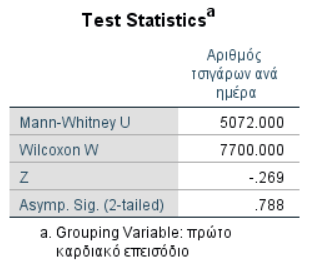 Test Statisticsa
Αριθμός
τσιγάρων ανά
ημέρα
Mann-Whitney U 5072.000
Wilcoxon W 7700.000
Z -.269
Asymp. Sig. (2-tailed) .788
a. Grouping Variable: πρώτο
καρδιακό επεισόδιο